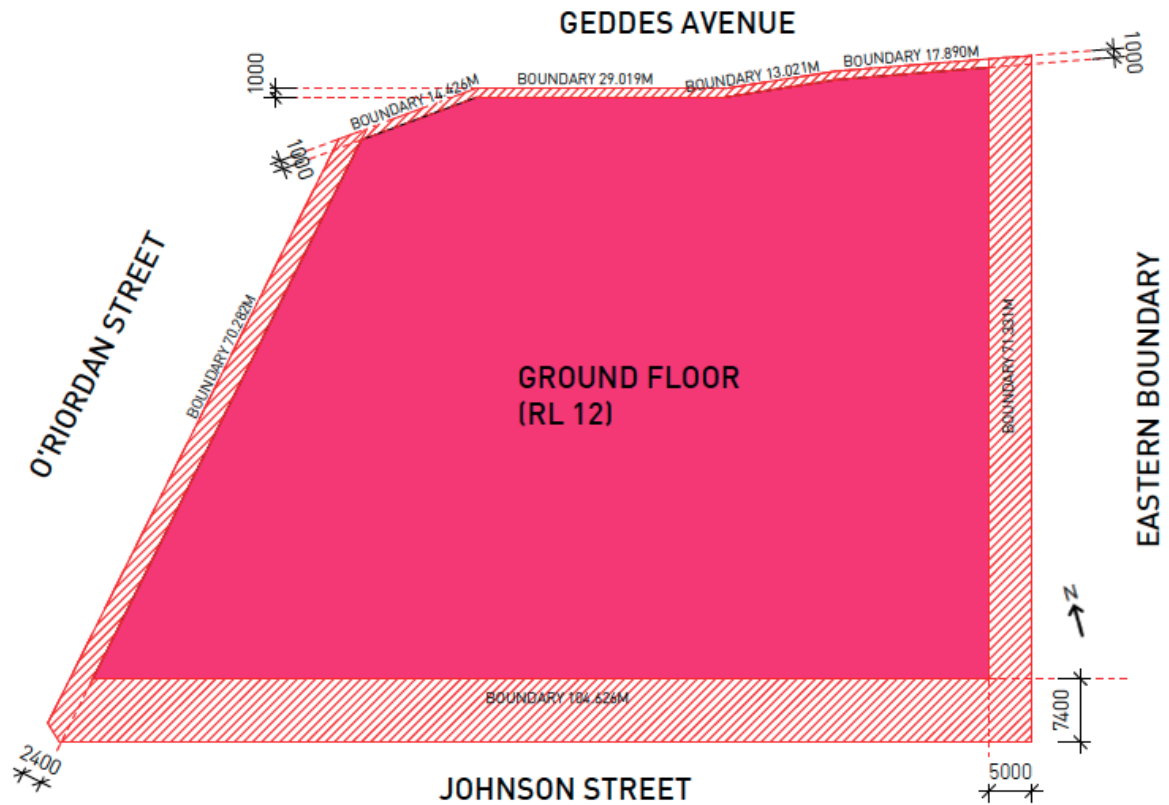 GEDDES AVENUE
1000
BOUNDARY 14.426M
BOUNDARY 29.019M
BOUNDARY 13.021M
BOUNDARY 17.890M
1000
1000
O'RIORDAN STREET
BOUNDARY 70.282M
GROUND FLOOR
(RL 12)
BOUNDARY 71.331M
EASTERN BOUNDARY
N
BOUNDARY 104.626M
7400
2400
JOHNSON STREET
5000